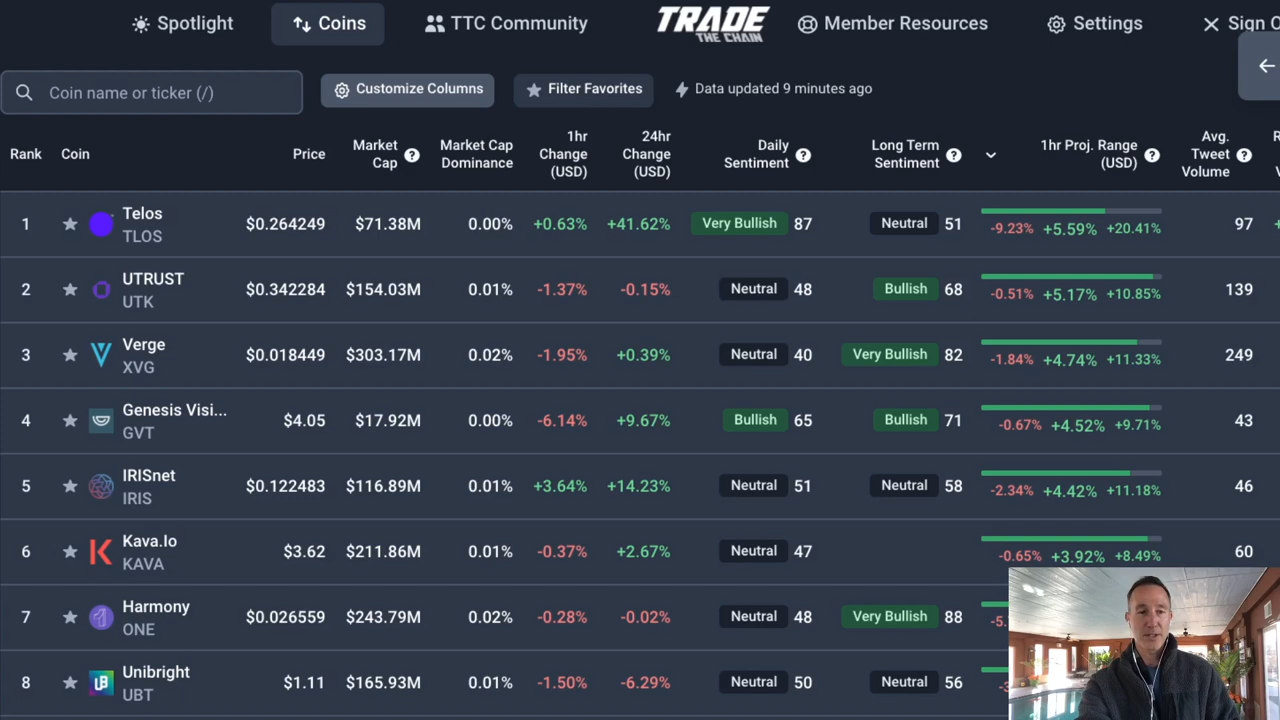 Spotlight Coins TTC Community TRADE THE CHAIN Member Resources Settings Sign
Coin name or ticker (/) Customize Columns Filter Favorites Data updated 9 minutes ago
Rank Coin Price Market Cap ? Market Cap Dominance 1hr Change (USD) 24hr Change (USD) Daily Sentiment ? Long Term Sentiment ? 1hr Proj. Range (USD) ? Avg. Tweet Volume ?
1 Telos TLOS $0.264249 $71.38M 0.00% +0.63% +41.62% Very Bullish 87 Neutral 51 -9.23% +5.59% +20.41% 97
2 UTRUST UTK $0.342284 $154.03M 0.01% -1.37% -0.15% Neutral 48 Bullish 68 -0.51% +5.17% +10.85% 139
3 Verge XVG $0.018449 $303.17M 0.02% -1.95% +0.39% Neutral 40 Very Bullish 82 -1.84% +4.74% +11.33% 249
4 Genesis Visi... GVT $4.05 $17.92M 0.00% -6.14% +9.67% Bullish 65 Bullish 71 -0.67% +4.52% +9.71% 43
5 IRISnet IRIS $0.122483 $116.89M 0.01% +3.64% +14.23% Neutral 51 Neutral 58 -2.34% +4.42% +11.18% 46
6 Kava.Io KAVA $3.62 $211.86M 0.01% -0.37% +2.67% Neutral 47 -0.65% +3.92% +8.49% 60
7 Harmony ONE $0.026559 $243.79M 0.02% -0.28% -0.02% Neutral 48 Very Bullish 88
8 Unibright UBT $1.11 $165.93M 0.01% -1.50% -6.29% Neutral 50 Neutral 56